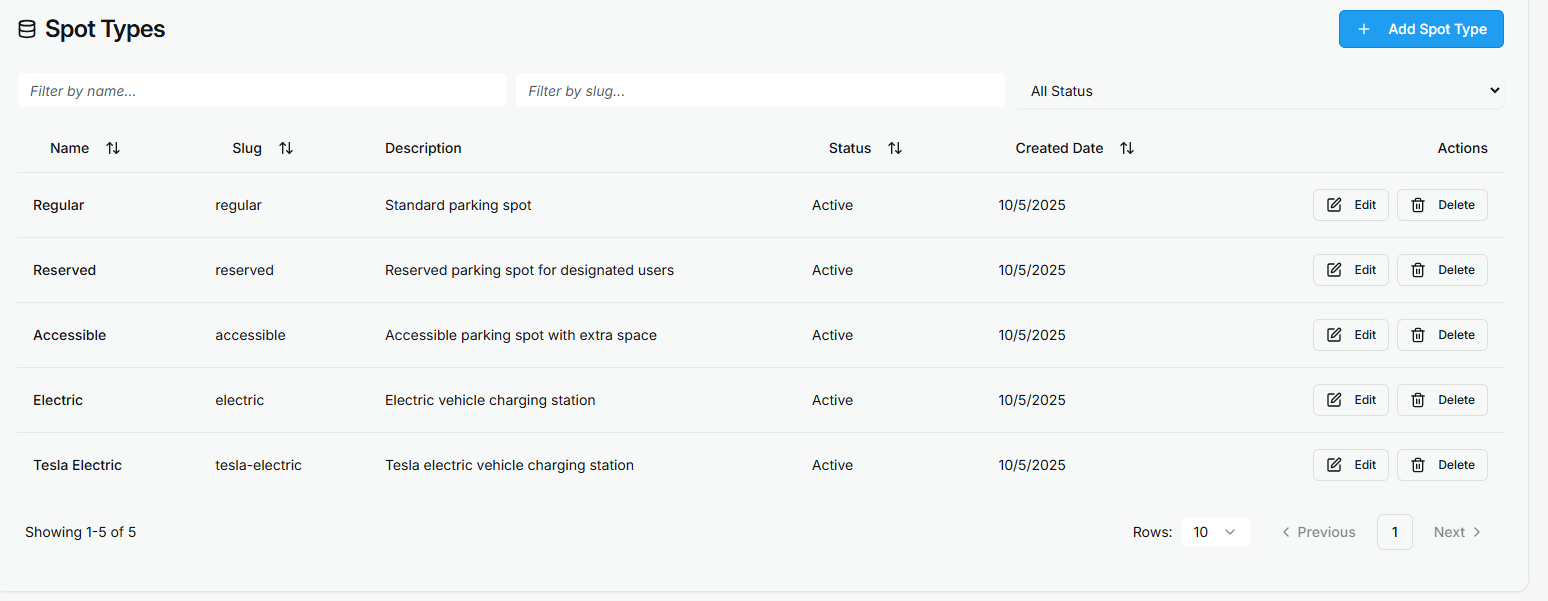 Spot Types
Add Spot Type
Filter by name...
Filter by slug...
All Status
Name Slug Description Status Created Date Actions
Regular regular Standard parking spot Active 10/5/2025 Edit Delete
Reserved reserved Reserved parking spot for designated users Active 10/5/2025 Edit Delete
Accessible accessible Accessible parking spot with extra space Active 10/5/2025 Edit Delete
Electric electric Electric vehicle charging station Active 10/5/2025 Edit Delete
Tesla Electric tesla-electric Tesla electric vehicle charging station Active 10/5/2025 Edit Delete
Showing 1-5 of 5 Rows: 10 Previous 1 Next